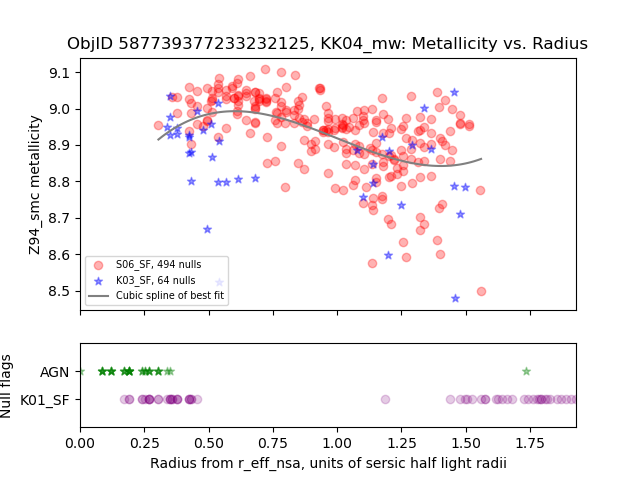 ObjID 587739377233232125, KK04_mw: Metallicity vs. Radius
Z94_smc metallicity
9.1
9.0
8.9
8.8
8.7
8.6
8.5
S06_SF, 494 nulls
K03_SF, 64 nulls
Cubic spline of best fit
Null flags
AGN
K01_SF
0.00 0.25 0.50 0.75 1.00 1.25 1.50 1.75
Radius from r_eff_nsa, units of sersic half light radii